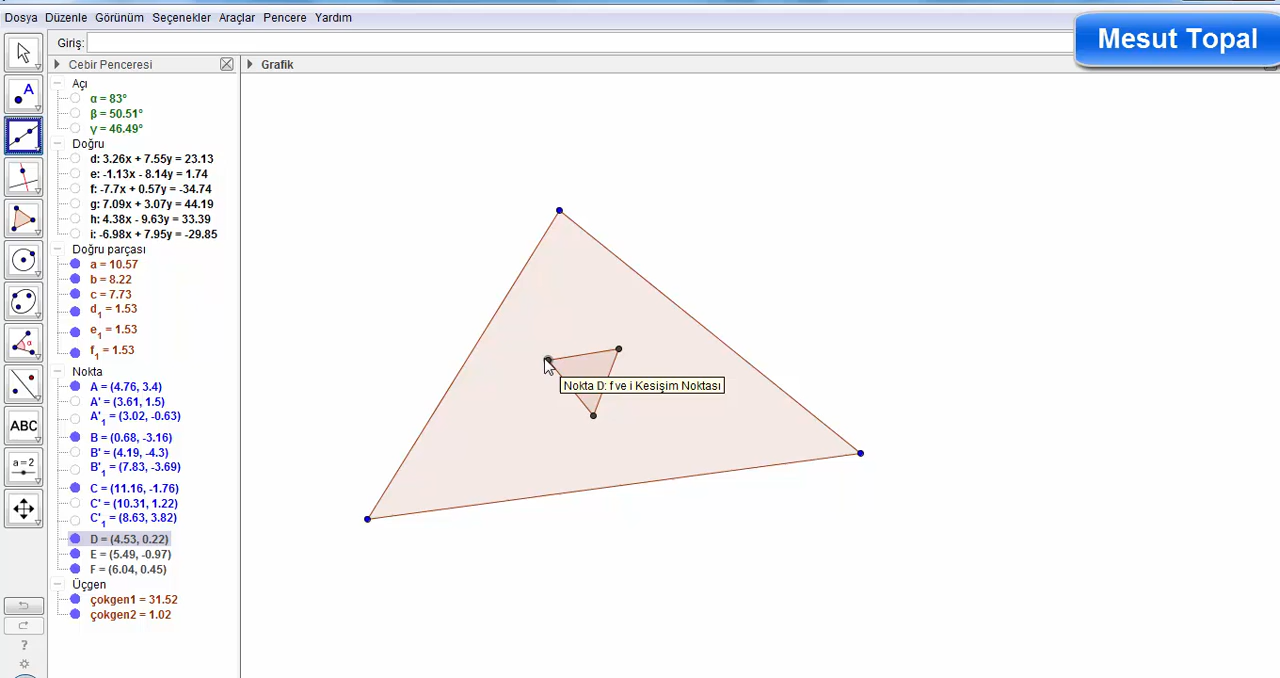 Dosya Düzenle Görünüm Seçenekler Araçlar Pencere Yardım
Mesut Topal
Giriş:
Cebir Penceresi
Grafik
Açı
α = 83°
β = 50.51°
γ = 46.49°
Doğru
d: 3.26x + 7.55y = 23.13
e: -1.13x - 8.14y = 1.74
f: -7.7x + 0.57y = -34.74
g: 7.09x + 3.07y = 44.19
h: 4.38x - 9.63y = 33.39
i: -6.98x + 7.95y = -29.85
Doğru parçası
a = 10.57
b = 8.22
c = 7.73
d₁ = 1.53
e₁ = 1.53
f₁ = 1.53
Nokta
A = (4.76, 3.4)
A' = (3.61, 1.5)
A'₁ = (3.02, -0.63)
B = (0.68, -3.16)
B' = (4.19, -4.3)
B'₁ = (7.83, -3.69)
C = (11.16, -1.76)
C' = (10.31, 1.22)
C'₁ = (8.63, 3.82)
D = (4.53, 0.22)
E = (5.49, -0.97)
F = (6.04, 0.45)
Üçgen
çokgen1 = 31.52
çokgen2 = 1.02
Nokta D: f ve i Kesişim Noktası
A
α
ABC
a = 2
?